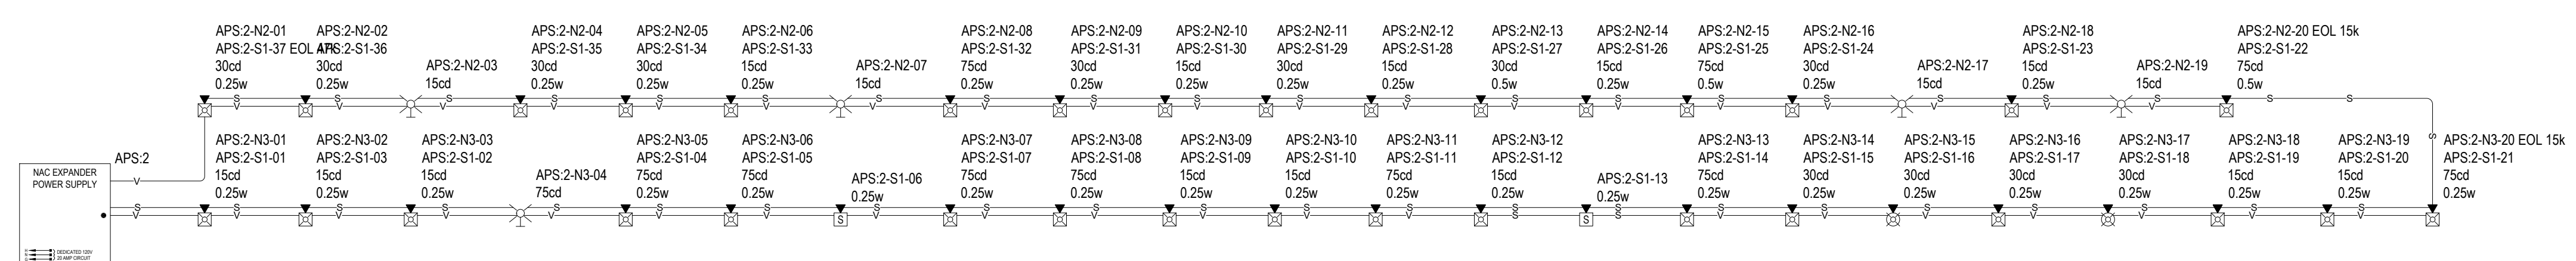 APS:2-N2-01
APS:2-S1-37 EOL 47k
30cd
0.25w
APS:2-N2-02
APS:2-S1-36
30cd
0.25w
APS:2-N2-03
15cd
APS:2-N2-04
APS:2-S1-35
30cd
0.25w
APS:2-N2-05
APS:2-S1-34
30cd
0.25w
APS:2-N2-06
APS:2-S1-33
15cd
0.25w
APS:2-N2-07
15cd
APS:2-N2-08
APS:2-S1-32
75cd
0.25w
APS:2-N2-09
APS:2-S1-31
30cd
0.25w
APS:2-N2-10
APS:2-S1-30
15cd
0.25w
APS:2-N2-11
APS:2-S1-29
30cd
0.25w
APS:2-N2-12
APS:2-S1-28
15cd
0.25w
APS:2-N2-13
APS:2-S1-27
30cd
0.5w
APS:2-N2-14
APS:2-S1-26
15cd
0.25w
APS:2-N2-15
APS:2-S1-25
75cd
0.5w
APS:2-N2-16
APS:2-S1-24
30cd
0.25w
APS:2-N2-17
15cd
APS:2-N2-18
APS:2-S1-23
15cd
0.25w
APS:2-N2-19
15cd
APS:2-N2-20 EOL 15k
APS:2-S1-22
75cd
0.5w
APS:2
NAC EXPANDER
POWER SUPPLY
DEDICATED 120V
20 AMP CIRCUIT
APS:2-N3-01
APS:2-S1-01
15cd
0.25w
APS:2-N3-02
APS:2-S1-03
15cd
0.25w
APS:2-N3-03
APS:2-S1-02
15cd
0.25w
APS:2-N3-04
75cd
APS:2-N3-05
APS:2-S1-04
75cd
0.25w
APS:2-N3-06
APS:2-S1-05
75cd
0.25w
APS:2-S1-06
0.25w
APS:2-N3-07
APS:2-S1-07
75cd
0.25w
APS:2-N3-08
APS:2-S1-08
75cd
0.25w
APS:2-N3-09
APS:2-S1-09
15cd
0.25w
APS:2-N3-10
APS:2-S1-10
15cd
0.25w
APS:2-N3-11
APS:2-S1-11
75cd
0.25w
APS:2-N3-12
APS:2-S1-12
15cd
0.25w
APS:2-S1-13
0.25w
APS:2-N3-13
APS:2-S1-14
75cd
0.25w
APS:2-N3-14
APS:2-S1-15
30cd
0.25w
APS:2-N3-15
APS:2-S1-16
30cd
0.25w
APS:2-N3-16
APS:2-S1-17
30cd
0.25w
APS:2-N3-17
APS:2-S1-18
30cd
0.25w
APS:2-N3-18
APS:2-S1-19
15cd
0.25w
APS:2-N3-19
APS:2-S1-20
15cd
0.25w
APS:2-N3-20 EOL 15k
APS:2-S1-21
75cd
0.25w